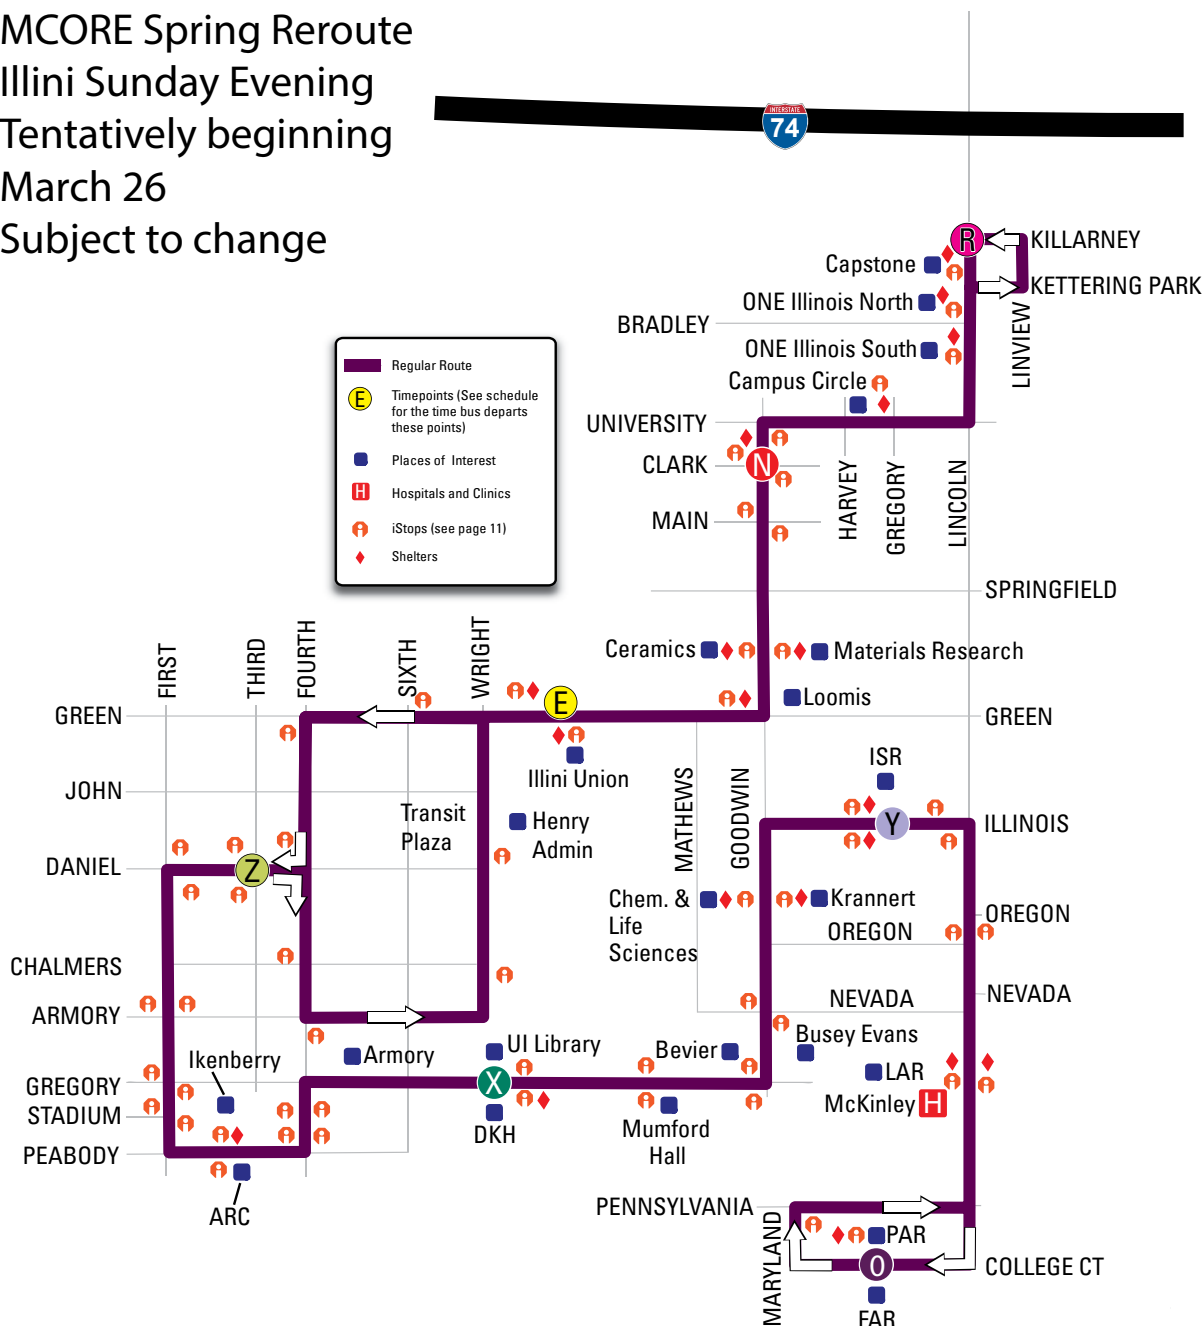 MCORE Spring Reroute
Illini Sunday Evening
Tentatively beginning
March 26
Subject to change
INTERSTATE
74
R
KILLARNEY
Capstone
KETTERING PARK
ONE Illinois North
BRADLEY
LINVIEW
ONE Illinois South
Campus Circle
UNIVERSITY
CLARK
N
MAIN
HARVEY
GREGORY
LINCOLN
SPRINGFIELD
Regular Route
E
Timepoints (See schedule
for the time bus departs
these points)
Places of Interest
H
Hospitals and Clinics
iStops (see page 11)
Shelters
FIRST
THIRD
FOURTH
SIXTH
WRIGHT
Ceramics
Materials Research
Loomis
GREEN
E
GREEN
Illini Union
ISR
JOHN
Transit
Plaza
Henry
Admin
MATHEWS
GOODWIN
Y
ILLINOIS
DANIEL
Z
Chem. &
Life
Sciences
Krannert
OREGON
OREGON
CHALMERS
NEVADA
NEVADA
ARMORY
Armory
UI Library
Bevier
Busey Evans
Ikenberry
LAR
GREGORY
X
McKinley
H
STADIUM
DKH
Mumford
Hall
PEABODY
ARC
PENNSYLVANIA
MARYLAND
PAR
O
COLLEGE CT
FAR